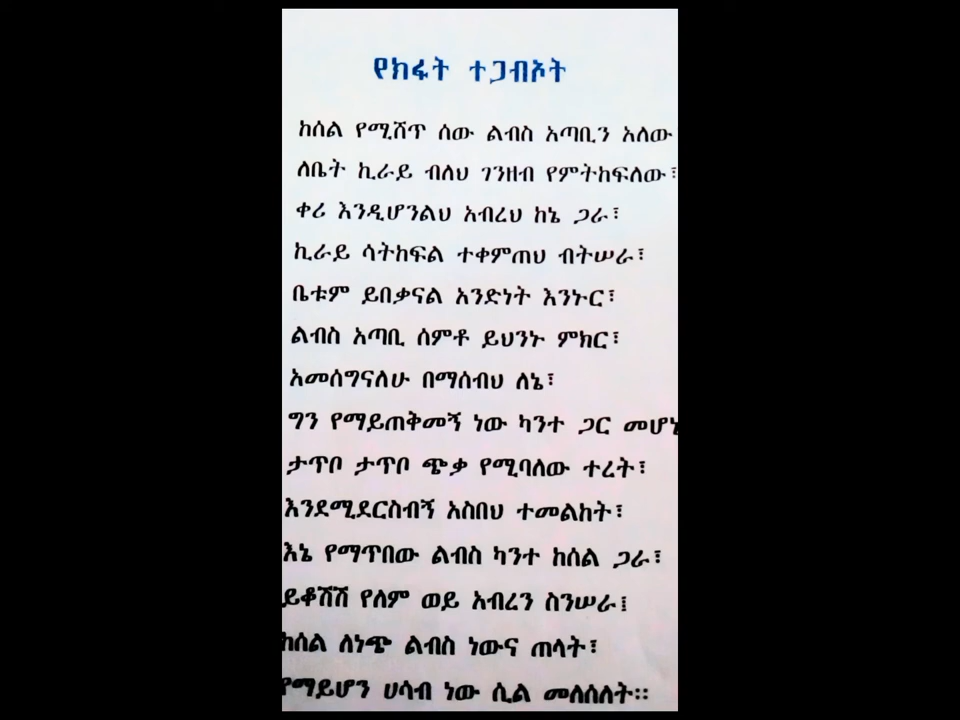 የክፋት ተጋብኦት
ከሰል የሚሸጥ ሰው ልብስ አጣቢን አለው
ለቤት ኪራይ ብለህ ገንዘብ የምትከፍለው፣
ቀሪ እንዲሆንልህ አብረህ ከኔ ጋራ፣
ኪራይ ሳትከፍል ተቀምጠህ ብትሠራ፣
ቤቱም ይበቃናል አንድነት እንኑር፣
ልብስ አጣቢ ሰምቶ ይህንኑ ምክር፣
አመሰግናለሁ በማሰብህ ለኔ፣
ግን የማይጠቅመኝ ነው ካንተ ጋር መሆኔ
ታጥቦ ታጥቦ ጭቃ የሚባለው ተረት፣
እንደሚደርስብኝ አስበህ ተመልከት፣
እኔ የማጥበው ልብስ ካንተ ከሰል ጋራ፣
ይቆሽሽ የለም ወይ አብረን ስንሠራ፤
ከሰል ለነጭ ልብስ ነውና ጠላት፣
የማይሆን ሀሳብ ነው ሲል መለሰለት።